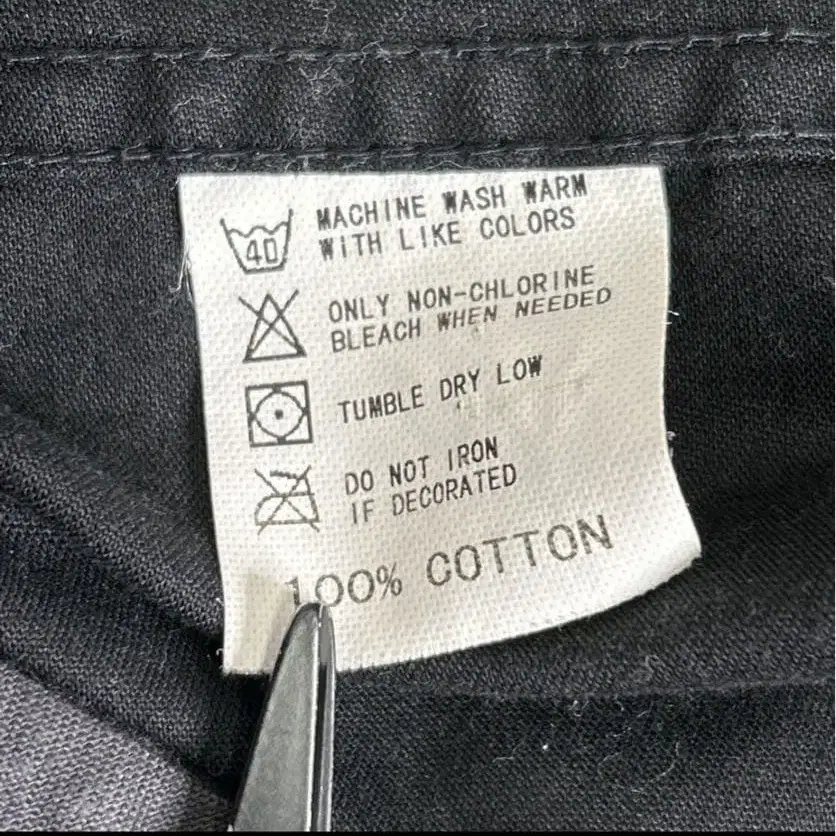 40
MACHINE WASH WARM
WITH LIKE COLORS
ONLY NON-CHLORINE
BLEACH WHEN NEEDED
TUMBLE DRY LOW
DO NOT IRON
IF DECORATED
100% COTTON